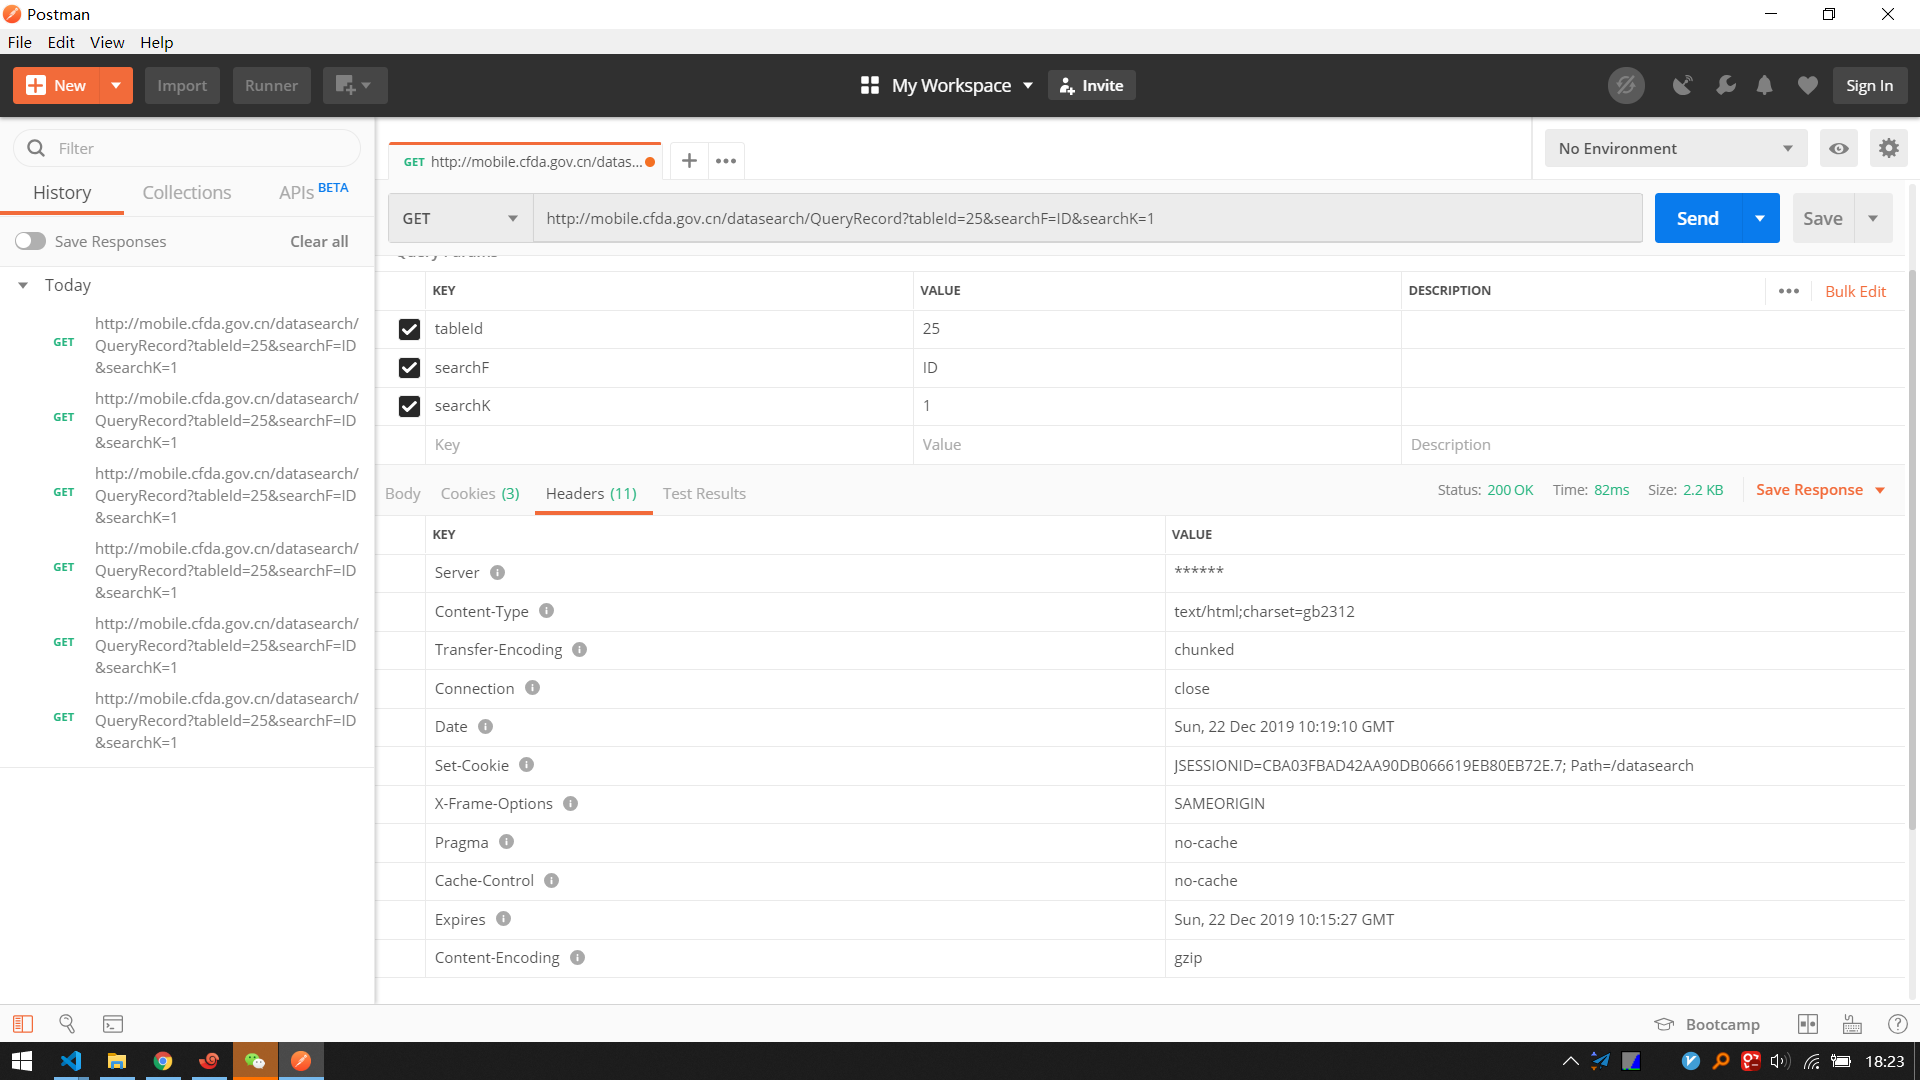 Postman
File Edit View Help
New Import Runner My Workspace Invite Sign In
Filter
History Collections APIs BETA
Save Responses Clear all
Today
GET http://mobile.cfda.gov.cn/datasearch/
QueryRecord?tableId=25&searchF=ID
&searchK=1
GET http://mobile.cfda.gov.cn/datasearch/
QueryRecord?tableId=25&searchF=ID
&searchK=1
GET http://mobile.cfda.gov.cn/datasearch/
QueryRecord?tableId=25&searchF=ID
&searchK=1
GET http://mobile.cfda.gov.cn/datasearch/
QueryRecord?tableId=25&searchF=ID
&searchK=1
GET http://mobile.cfda.gov.cn/datasearch/
QueryRecord?tableId=25&searchF=ID
&searchK=1
GET http://mobile.cfda.gov.cn/datasearch/
QueryRecord?tableId=25&searchF=ID
&searchK=1
GET http://mobile.cfda.gov.cn/datas...
No Environment
GET http://mobile.cfda.gov.cn/datasearch/QueryRecord?tableId=25&searchF=ID&searchK=1 Send Save
Query Params
KEY VALUE DESCRIPTION Bulk Edit
tableId 25
searchF ID
searchK 1
Key Value Description
Body Cookies (3) Headers (11) Test Results Status: 200 OK Time: 82ms Size: 2.2 KB Save Response
KEY VALUE
Server ******
Content-Type text/html;charset=gb2312
Transfer-Encoding chunked
Connection close
Date Sun, 22 Dec 2019 10:19:10 GMT
Set-Cookie JSESSIONID=CBA03FBAD42AA90DB066619EB80EB72E.7; Path=/datasearch
X-Frame-Options SAMEORIGIN
Pragma no-cache
Cache-Control no-cache
Expires Sun, 22 Dec 2019 10:15:27 GMT
Content-Encoding gzip
Bootcamp
18:23